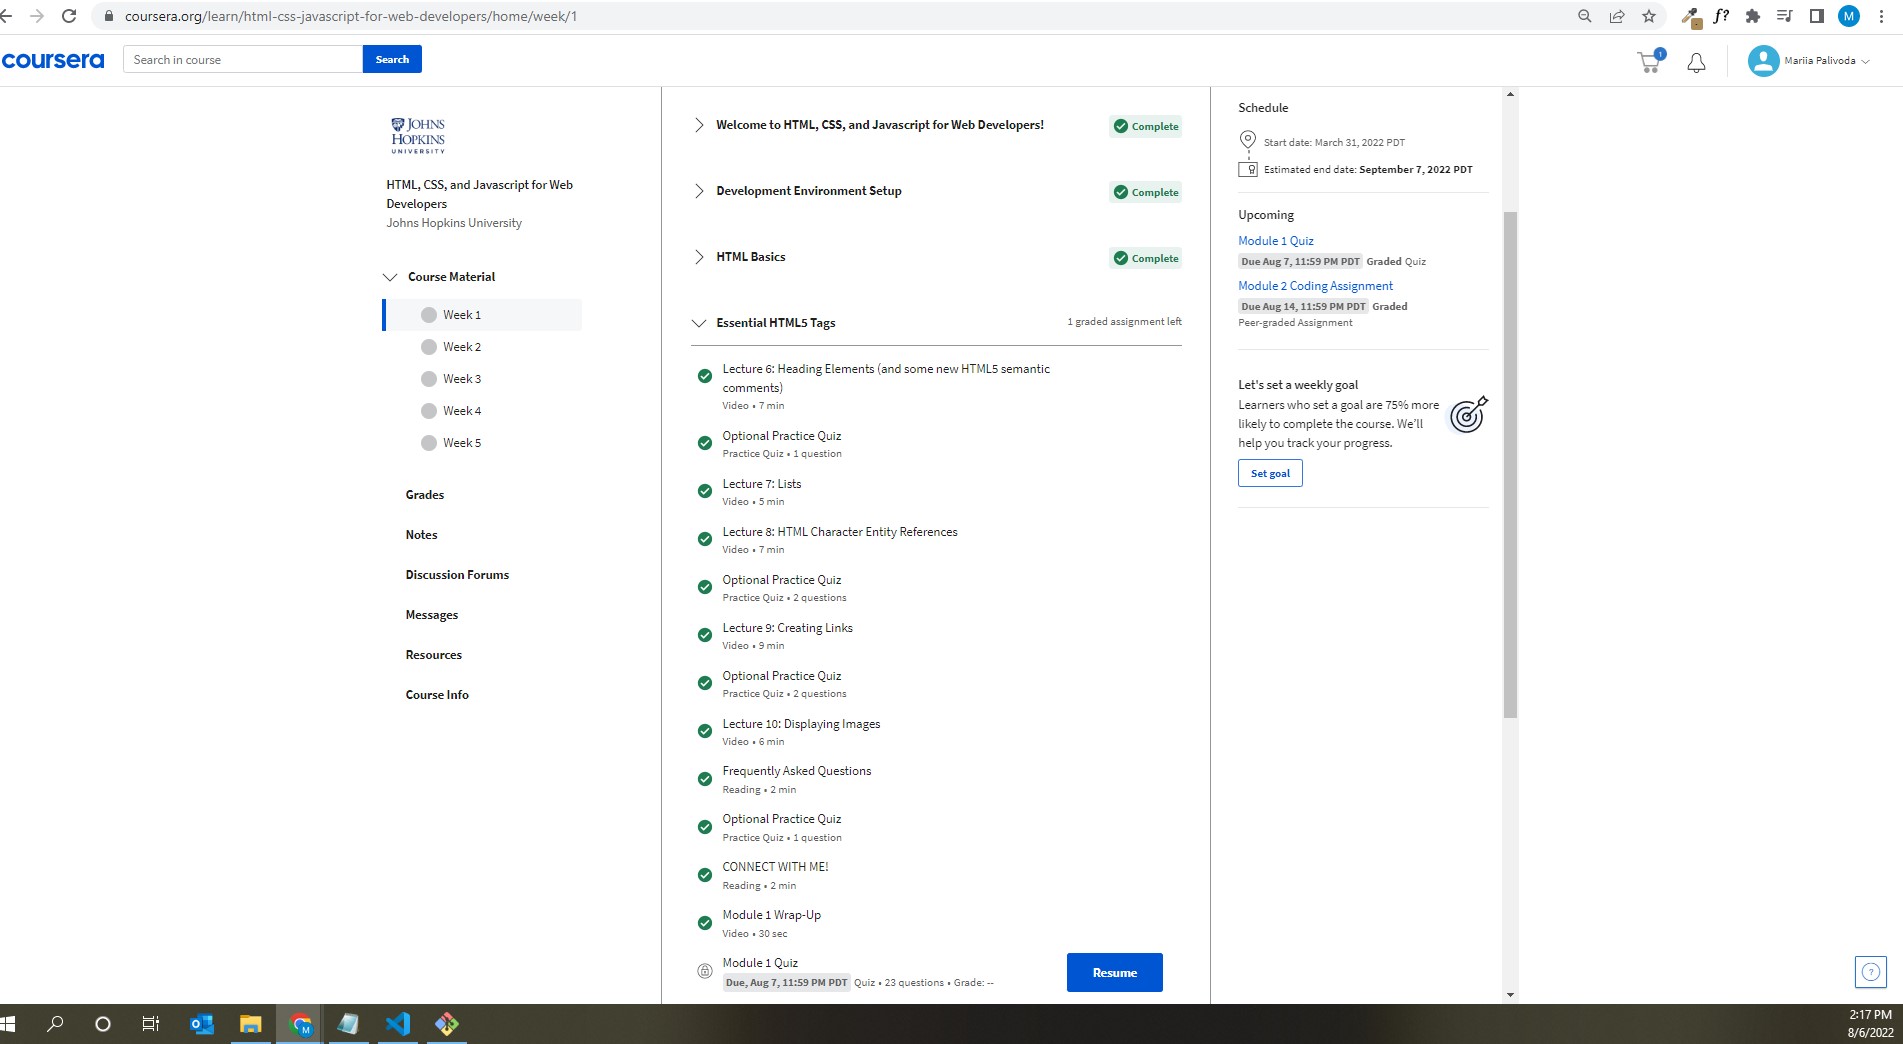 coursera.org/learn/html-css-javascript-for-web-developers/home/week/1
f?
M
coursera
Search in course
Search
1
Mariia Palivoda
JOHNS
HOPKINS
UNIVERSITY
HTML, CSS, and Javascript for Web
Developers
Johns Hopkins University
Course Material
Week 1
Week 2
Week 3
Week 4
Week 5
Grades
Notes
Discussion Forums
Messages
Resources
Course Info
Welcome to HTML, CSS, and Javascript for Web Developers!
Complete
Development Environment Setup
Complete
HTML Basics
Complete
Essential HTML5 Tags
1 graded assignment left
Lecture 6: Heading Elements (and some new HTML5 semantic
comments)
Video • 7 min
Optional Practice Quiz
Practice Quiz • 1 question
Lecture 7: Lists
Video • 5 min
Lecture 8: HTML Character Entity References
Video • 7 min
Optional Practice Quiz
Practice Quiz • 2 questions
Lecture 9: Creating Links
Video • 9 min
Optional Practice Quiz
Practice Quiz • 2 questions
Lecture 10: Displaying Images
Video • 6 min
Frequently Asked Questions
Reading • 2 min
Optional Practice Quiz
Practice Quiz • 1 question
CONNECT WITH ME!
Reading • 2 min
Module 1 Wrap-Up
Video • 30 sec
Module 1 Quiz
Due, Aug 7, 11:59 PM PDT Quiz • 23 questions • Grade: --
Resume
Schedule
Start date: March 31, 2022 PDT
Estimated end date: September 7, 2022 PDT
Upcoming
Module 1 Quiz
Due Aug 7, 11:59 PM PDT Graded Quiz
Module 2 Coding Assignment
Due Aug 14, 11:59 PM PDT Graded
Peer-graded Assignment
Let's set a weekly goal
Learners who set a goal are 75% more
likely to complete the course. We'll
help you track your progress.
Set goal
?
M
2:17 PM
8/6/2022